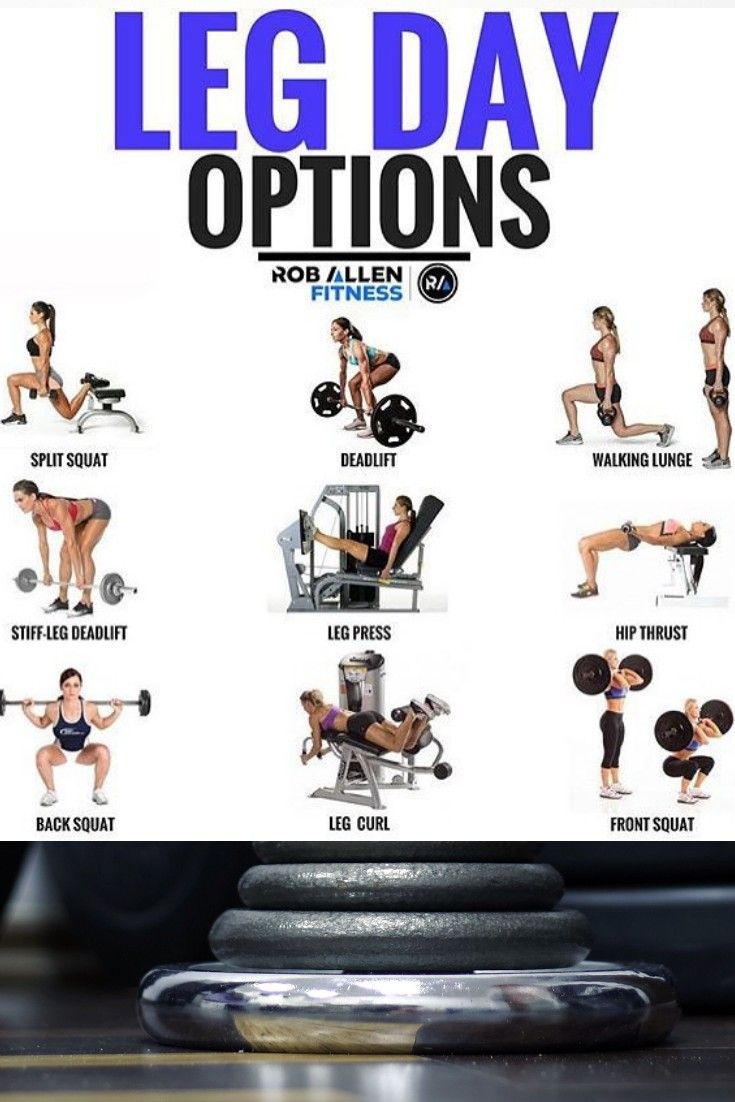 LEG DAY
OPTIONS
ROB ALLEN
FITNESS
RA
SPLIT SQUAT
DEADLIFT
WALKING LUNGE
STIFF-LEG DEADLIFT
LEG PRESS
HIP THRUST
BACK SQUAT
LEG CURL
FRONT SQUAT